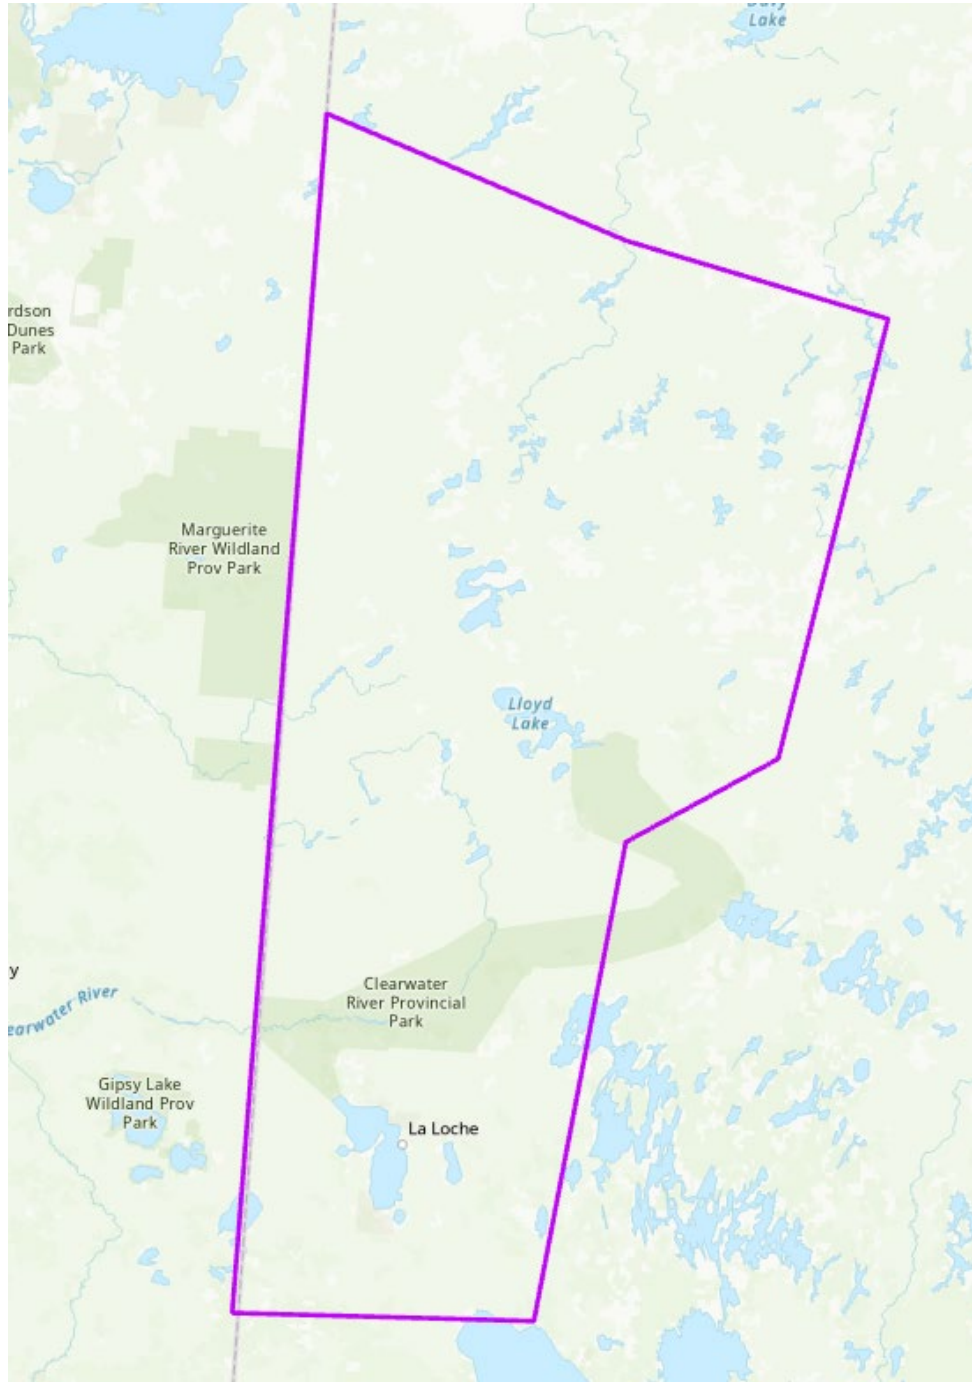 Lake
rdson
Dunes
Park
Marguerite
River Wildland
Prov Park
Lloyd
Lake
y
Clearwater
River Provincial
Park
earwater River
Gipsy Lake
Wildland Prov
Park
La Loche